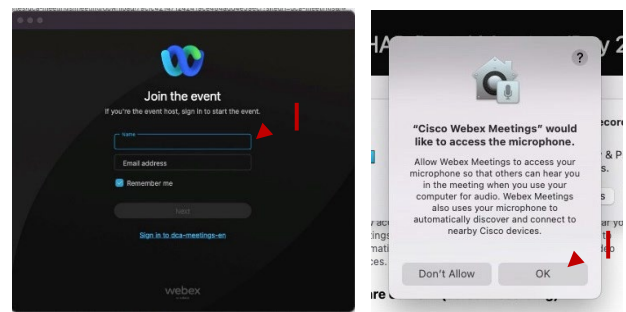 Join the event
If you're the event host, sign in to start the event.
Name
Email address
Remember me
Next
Sign in to dca-meetings-en
webex
?
"Cisco Webex Meetings" would
like to access the microphone.
Allow Webex Meetings to access your
microphone so that others can hear you
in the meeting when you use your
computer for audio. Webex Meetings
also uses your microphone to
automatically discover and connect to
nearby Cisco devices.
Don't Allow
OK